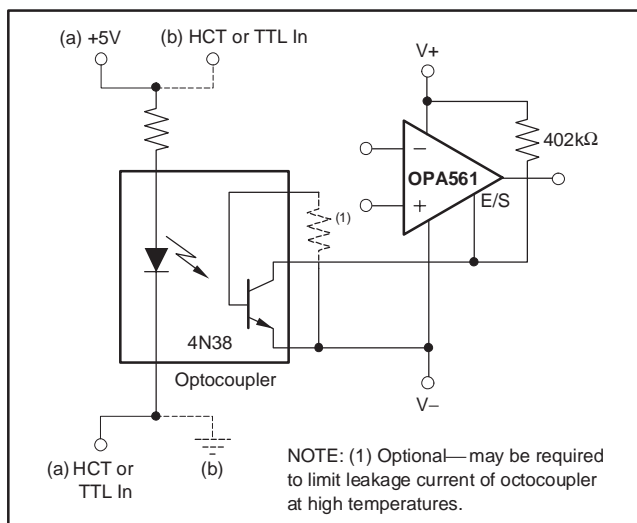 (a) +5V
(b) HCT or TTL In
V+
402kΩ
−
OPA561
+
E/S
(1)
4N38
Optocoupler
V−
(a) HCT or
TTL In
(b)
NOTE: (1) Optional—may be required
to limit leakage current of octocoupler
at high temperatures.